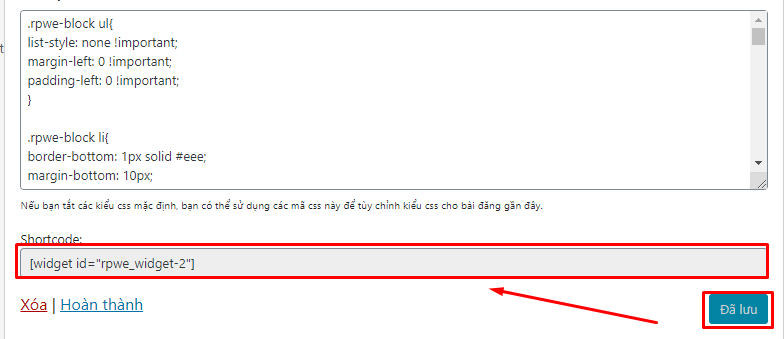 .rpwe-block ul{
list-style: none !important;
margin-left: 0 !important;
padding-left: 0 !important;
}
.rpwe-block li{
border-bottom: 1px solid #eee;
margin-bottom: 10px;
Nếu bạn tắt các kiểu css mặc định, bạn có thể sử dụng các mã css này để tùy chỉnh kiểu css cho bài đăng gần đây.
Shortcode:
[widget id="rpwe_widget-2"]
Xóa | Hoàn thành
Đã lưu